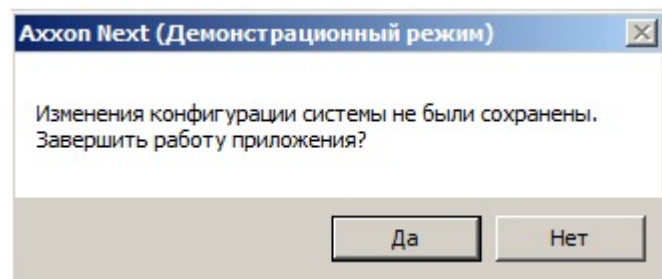 Axxon Next (Демонстрационный режим)
Изменения конфигурации системы не были сохранены.
Завершить работу приложения?
Да
Нет